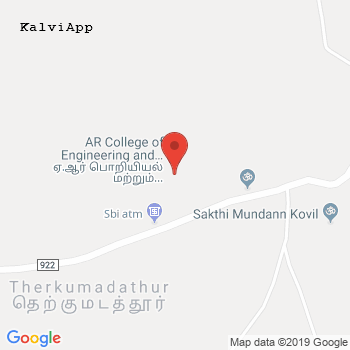 KalviApp
AR College of
Engineering and...
ஏ.ஆர் பொறியியல்
மற்றும்...
Sbi atm
Sakthi Mundann Kovil
922
Therkumadathur
தெற்குமடத்தூர்
Google
Map data ©2019 Google